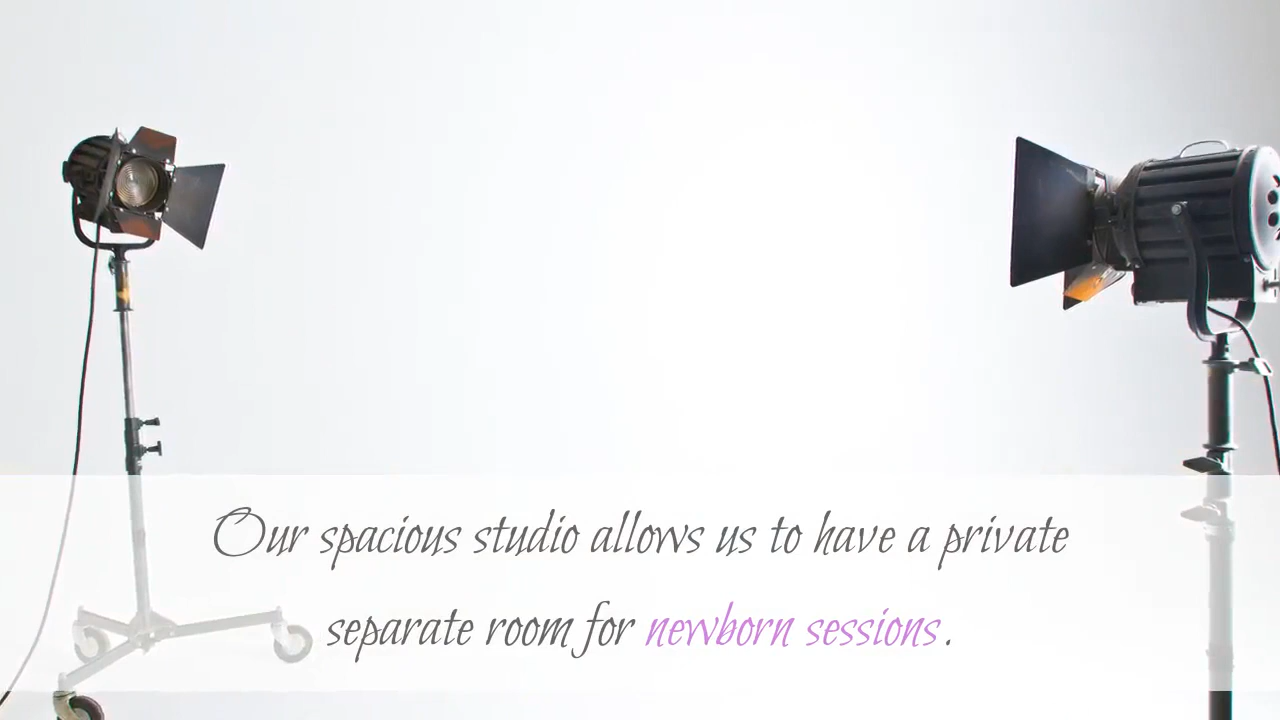 Our spacious studio allows us to have a private
separate room for newborn sessions.